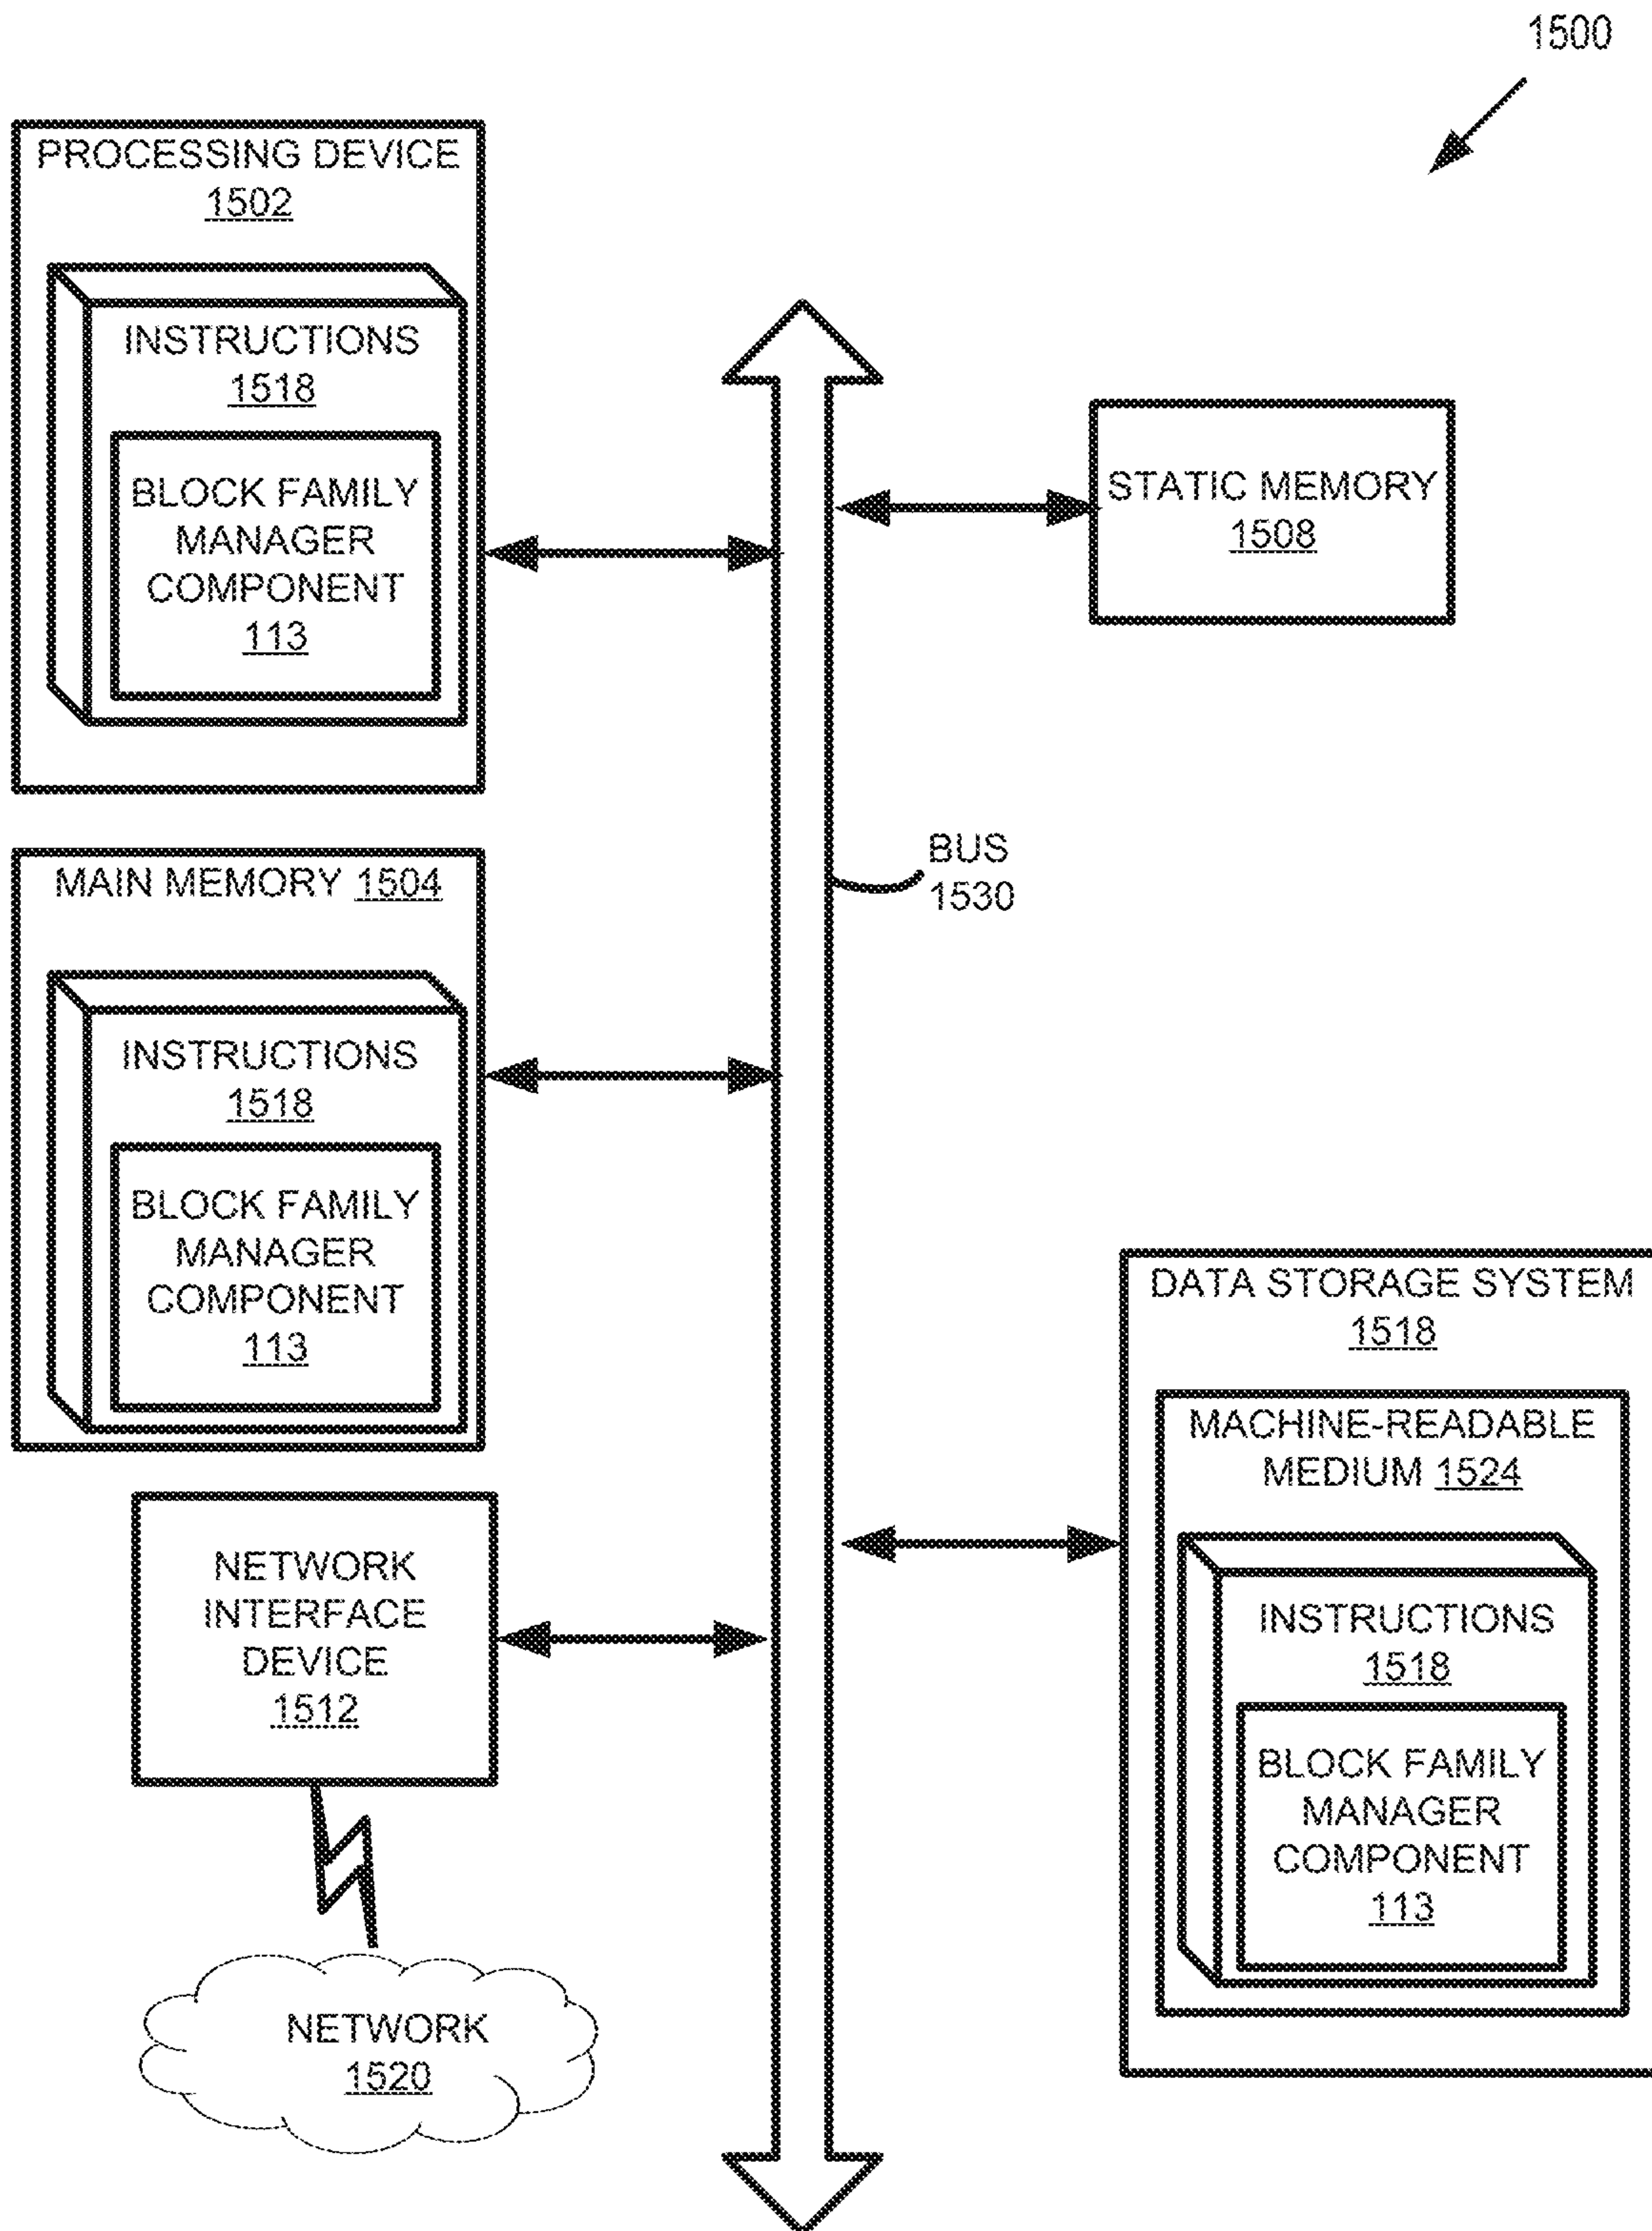 1500
PROCESSING DEVICE
1502
INSTRUCTIONS
1518
BLOCK FAMILY
MANAGER
COMPONENT
113
STATIC MEMORY
1508
BUS
1530
MAIN MEMORY 1504
INSTRUCTIONS
1518
BLOCK FAMILY
MANAGER
COMPONENT
113
DATA STORAGE SYSTEM
1518
MACHINE-READABLE
MEDIUM 1524
INSTRUCTIONS
1518
BLOCK FAMILY
MANAGER
COMPONENT
113
NETWORK
INTERFACE
DEVICE
1512
NETWORK
1520